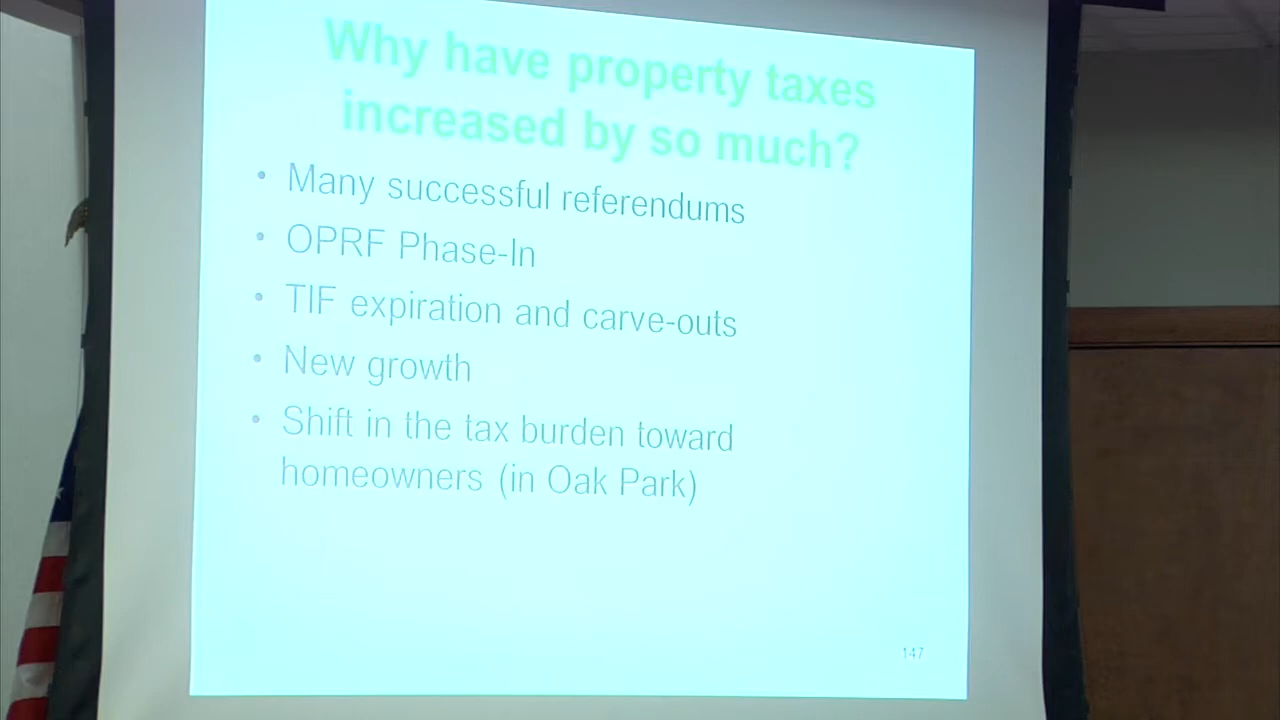 Why have property taxes
increased by so much?
• Many successful referendums
• OPRF Phase-In
• TIF expiration and carve-outs
• New growth
• Shift in the tax burden toward
homeowners (in Oak Park)
147